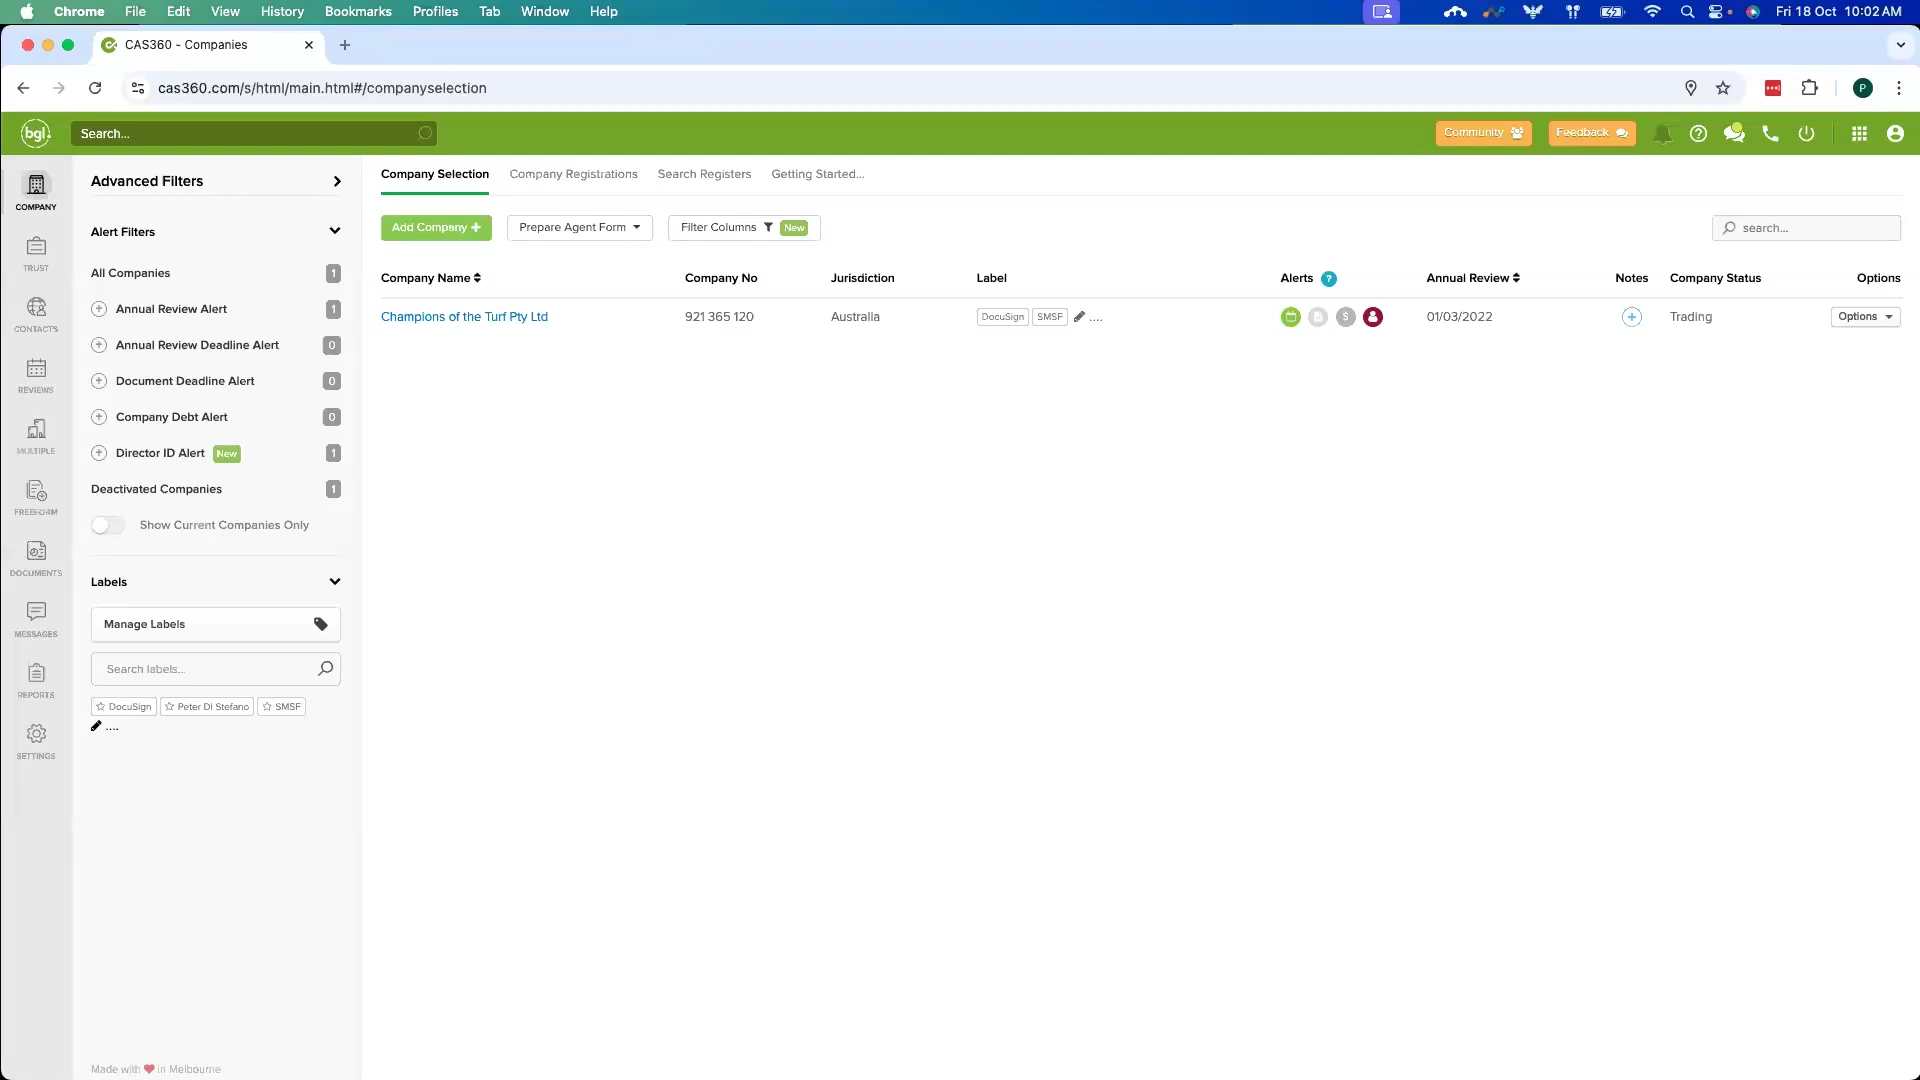 Chrome File Edit View History Bookmarks Profiles Tab Window Help Fri 18 Oct 10:02 AM
CAS360 - Companies
cas360.com/s/html/main.html#/companyselection P
bgl. Search... Community Feedback
COMPANY
TRUST
CONTACTS
REVIEWS
MULTIPLE
FREEFORM
DOCUMENTS
MESSAGES
REPORTS
SETTINGS
Advanced Filters
Alert Filters
All Companies 1
Annual Review Alert 1
Annual Review Deadline Alert 0
Document Deadline Alert 0
Company Debt Alert 0
Director ID Alert New 1
Deactivated Companies 1
Show Current Companies Only
Labels
Manage Labels
Search labels...
DocuSign Peter Di Stefano SMSF
....
Made with in Melbourne
Company Selection Company Registrations Search Registers Getting Started...
Add Company + Prepare Agent Form Filter Columns New search...
Company Name Company No Jurisdiction Label Alerts ? Annual Review Notes Company Status Options
Champions of the Turf Pty Ltd 921 365 120 Australia DocuSign SMSF .... $ 01/03/2022 + Trading Options